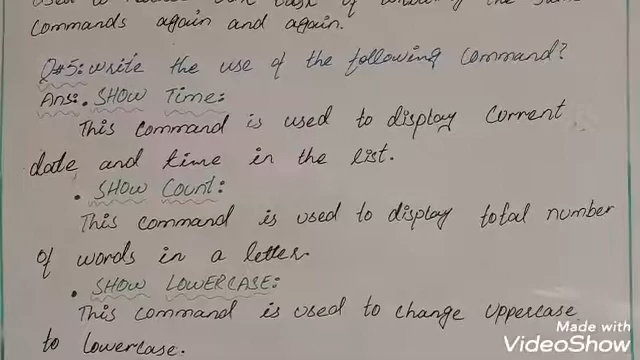 commands again and again.
Q#5: Write the use of the following command?
Ans: • SHOW TIME:
This command is used to display current
date and time in the list.
• SHOW COUNT:
This command is used to display total number
of words in a letter.
• SHOW LOWERCASE:
This command is used to change uppercase
to lowercase.
Made with
VideoShow